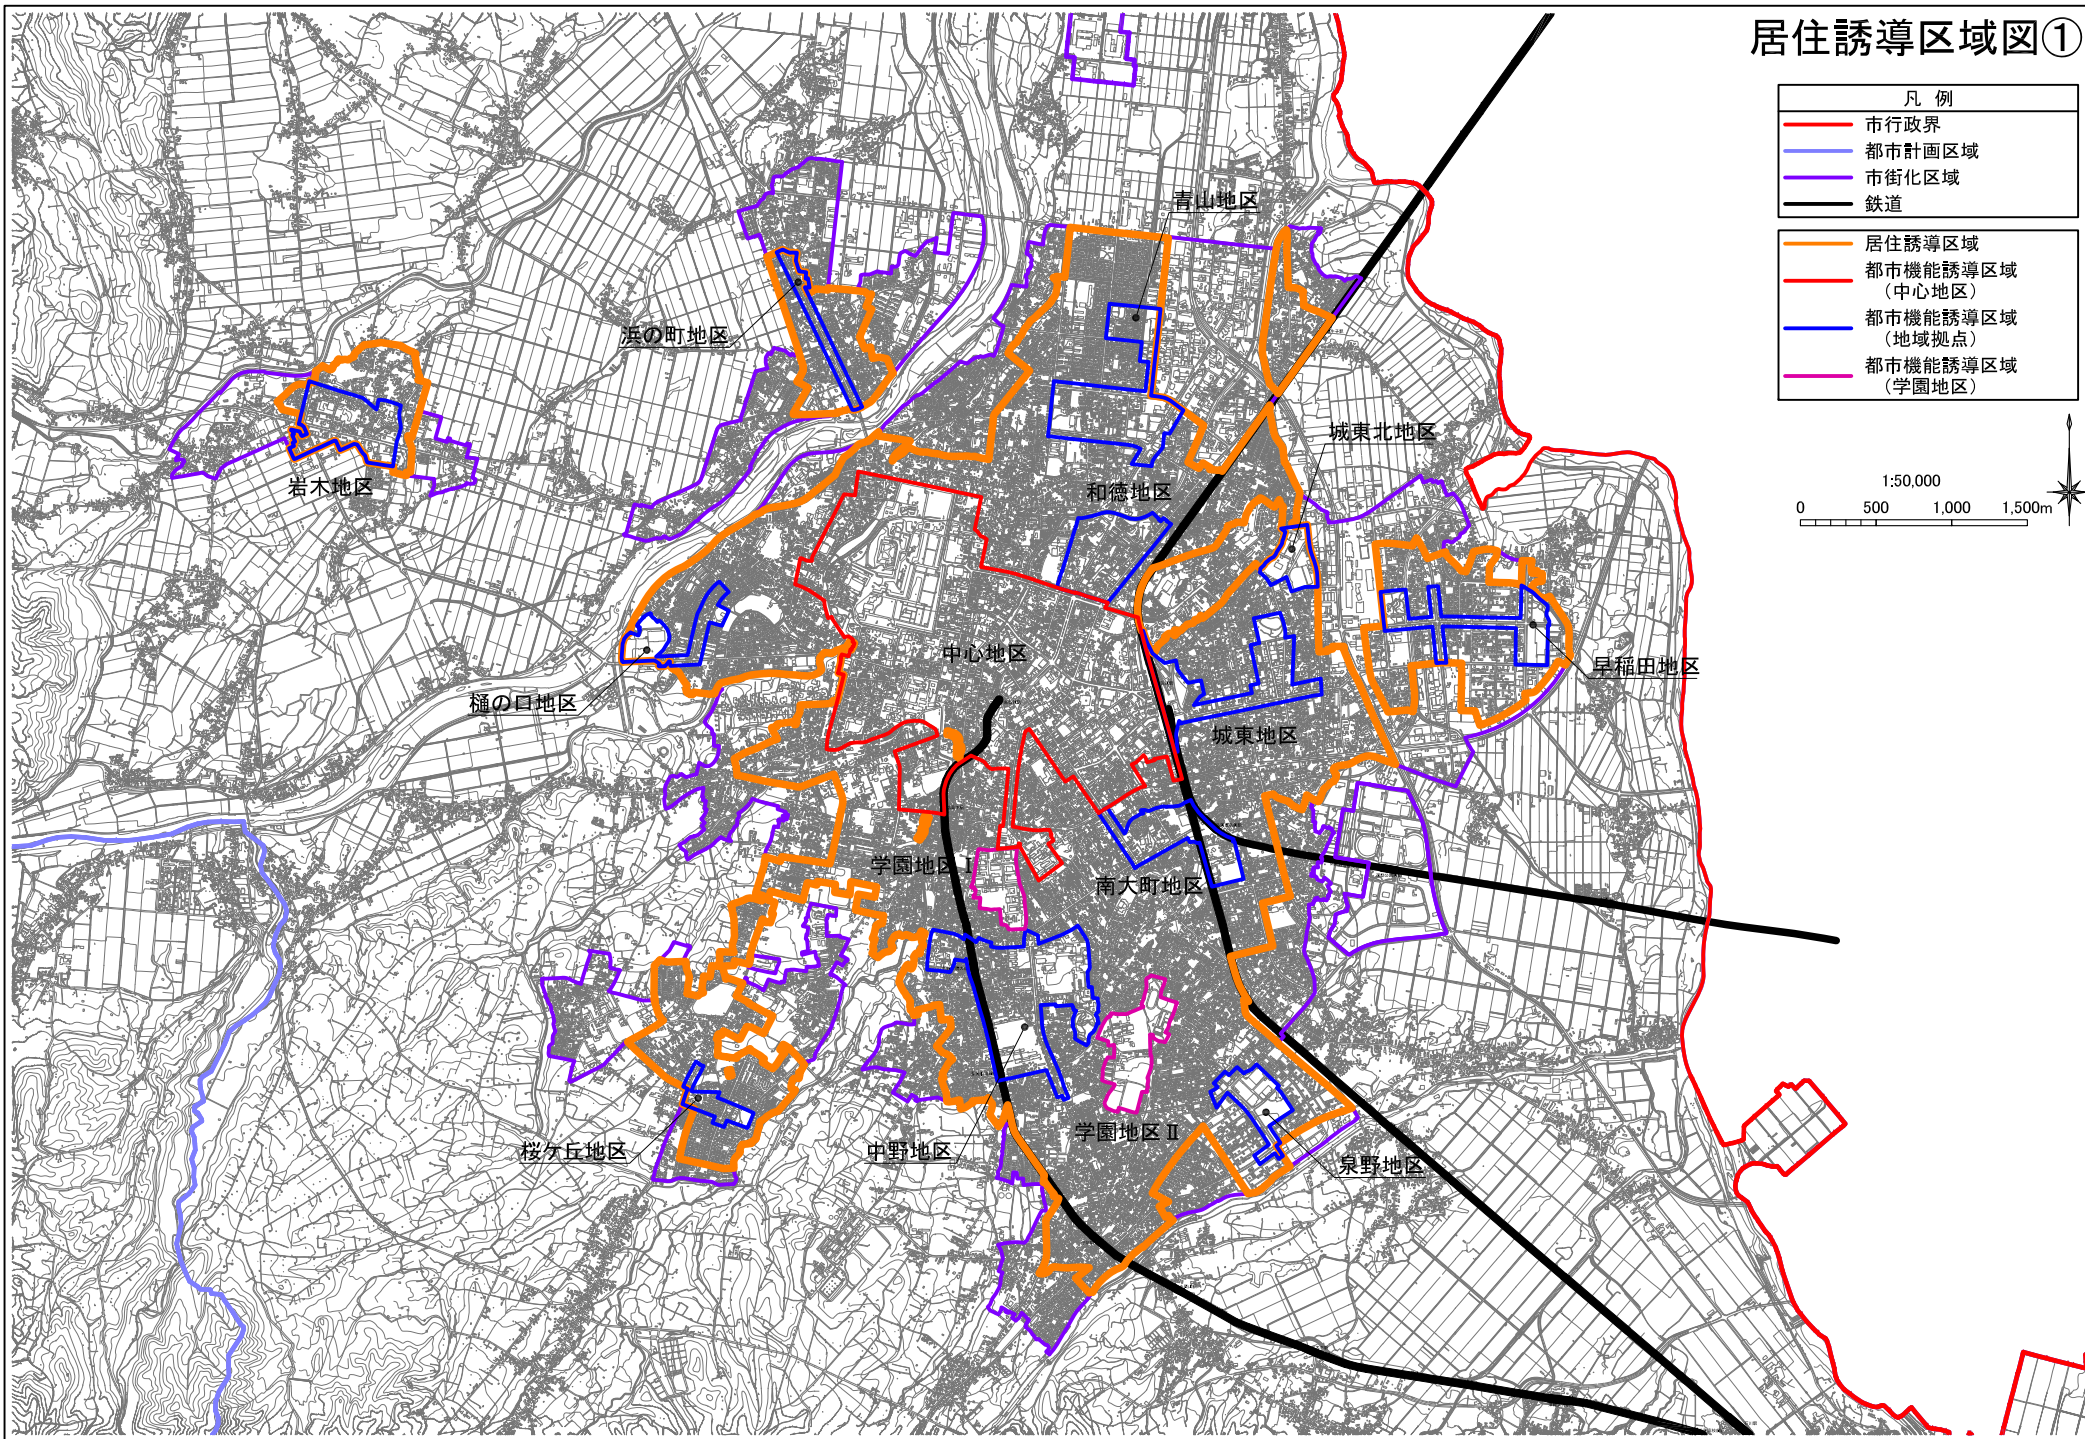 居住誘導区域図①
凡 例
市行政界
都市計画区域
市街化区域
鉄道
居住誘導区域
都市機能誘導区域
（中心地区）
都市機能誘導区域
（地域拠点）
都市機能誘導区域
（学園地区）
1:50,000
0 500 1,000 1,500m
青山地区
浜の町地区
城東北地区
岩木地区
和徳地区
中心地区
早稲田地区
樋の口地区
城東地区
学園地区Ⅰ
南大町地区
学園地区Ⅱ
桜ケ丘地区
中野地区
泉野地区